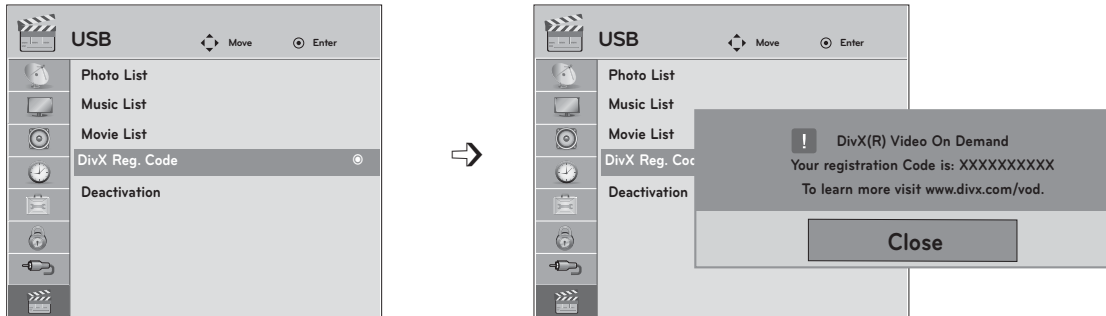 USB
Move
Enter
Photo List
Music List
Movie List
DivX Reg. Code
Deactivation
USB
Move
Enter
Photo List
Music List
Movie List
DivX Reg. Cod
Deactivation
! DivX(R) Video On Demand
Your registration Code is: XXXXXXXXXX
To learn more visit www.divx.com/vod.
Close